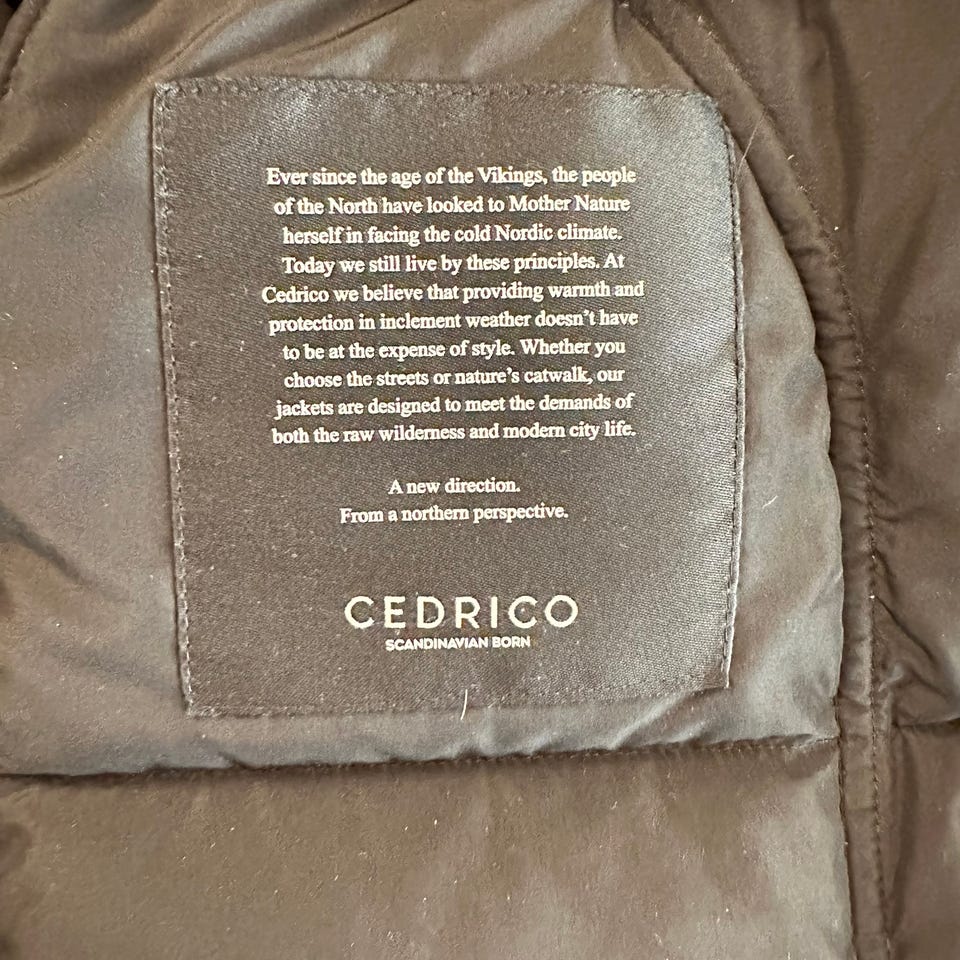 Ever since the age of the Vikings, the people
of the North have looked to Mother Nature
herself in facing the cold Nordic climate.
Today we still live by these principles. At
Cedrico we believe that providing warmth and
protection in inclement weather doesn't have
to be at the expense of style. Whether you
choose the streets or nature's catwalk, our
jackets are designed to meet the demands of
both the raw wilderness and modern city life.
A new direction.
From a northern perspective.
CEDRICO
SCANDINAVIAN BORN